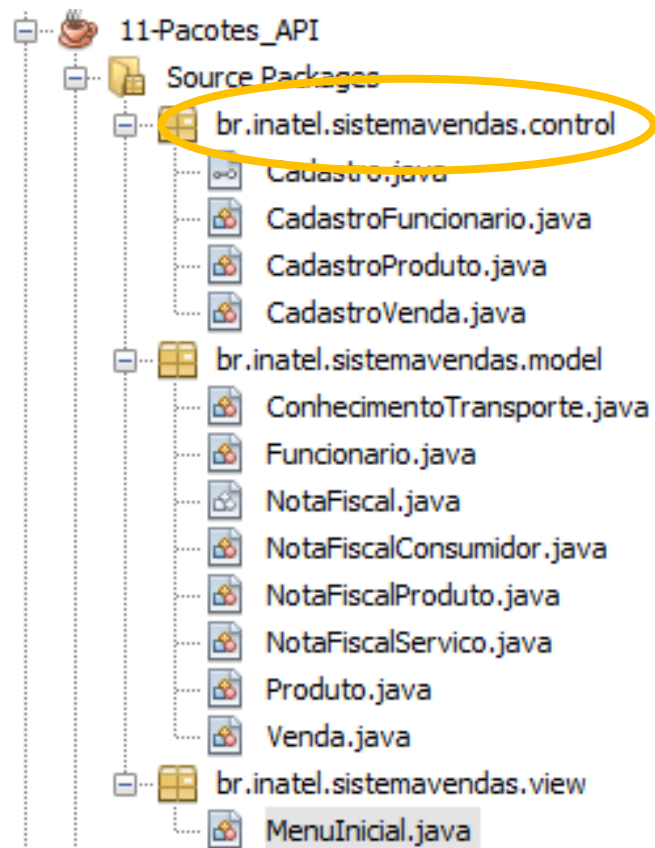 11-Pacotes_API
Source Packages
br.inatel.sistemavendas.control
Cadastro.java
CadastroFuncionario.java
CadastroProduto.java
CadastroVenda.java
br.inatel.sistemavendas.model
ConhecimentoTransporte.java
Funcionario.java
NotaFiscal.java
NotaFiscalConsumidor.java
NotaFiscalProduto.java
NotaFiscalServico.java
Produto.java
Venda.java
br.inatel.sistemavendas.view
MenuInicial.java